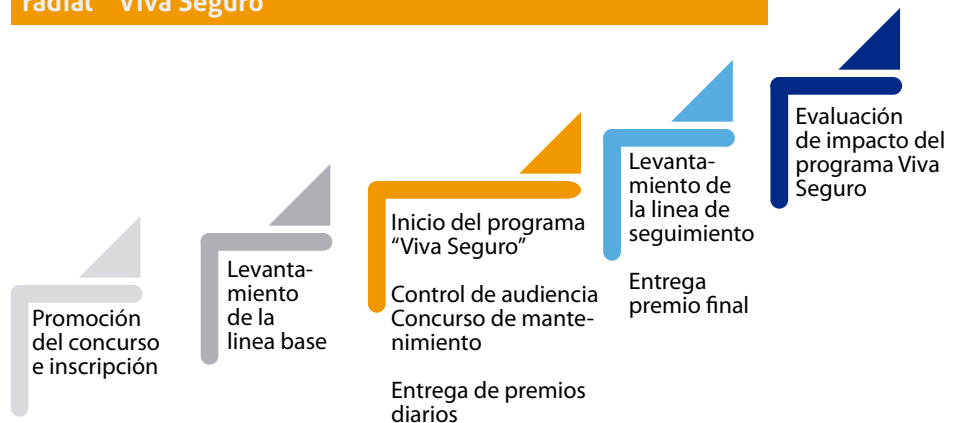 radial “Viva Seguro”
Promoción
del concurso
e inscripción
Levanta-
miento
de la
linea base
Inicio del programa
“Viva Seguro”
Control de audiencia
Concurso de mante-
nimiento
Entrega de premios
diarios
Levanta-
miento de
la linea de
seguimiento
Entrega
premio final
Evaluación
de impacto del
programa Viva
Seguro